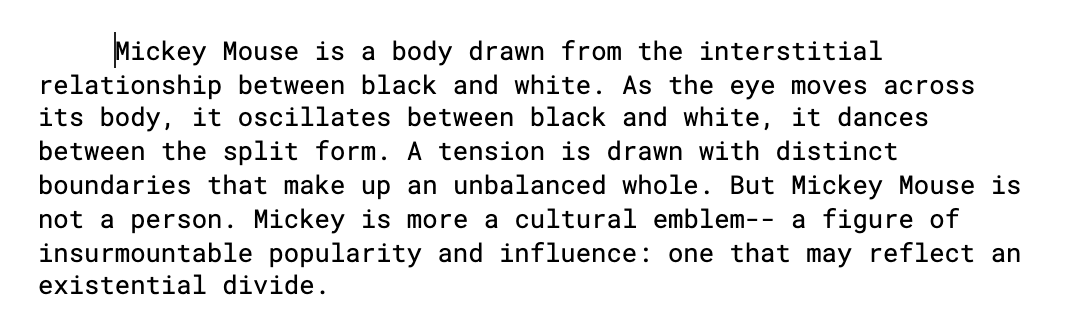 Mickey Mouse is a body drawn from the interstitial
relationship between black and white. As the eye moves across
its body, it oscillates between black and white, it dances
between the split form. A tension is drawn with distinct
boundaries that make up an unbalanced whole. But Mickey Mouse is
not a person. Mickey is more a cultural emblem-- a figure of
insurmountable popularity and influence: one that may reflect an
existential divide.